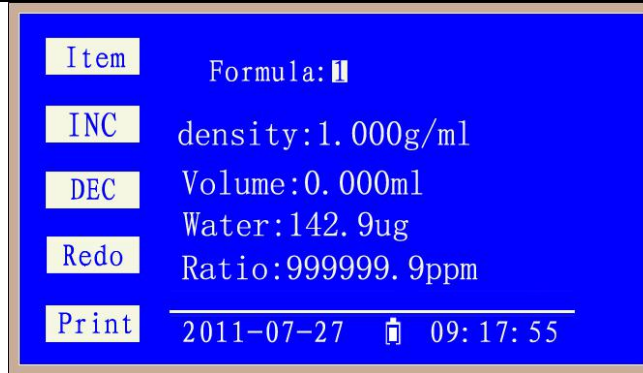 Item
Formula:1
INC
density:1.000g/ml
DEC
Volume:0.000ml
Water:142.9ug
Redo
Ratio:999999.9ppm
Print
2011-07-27 09:17:55